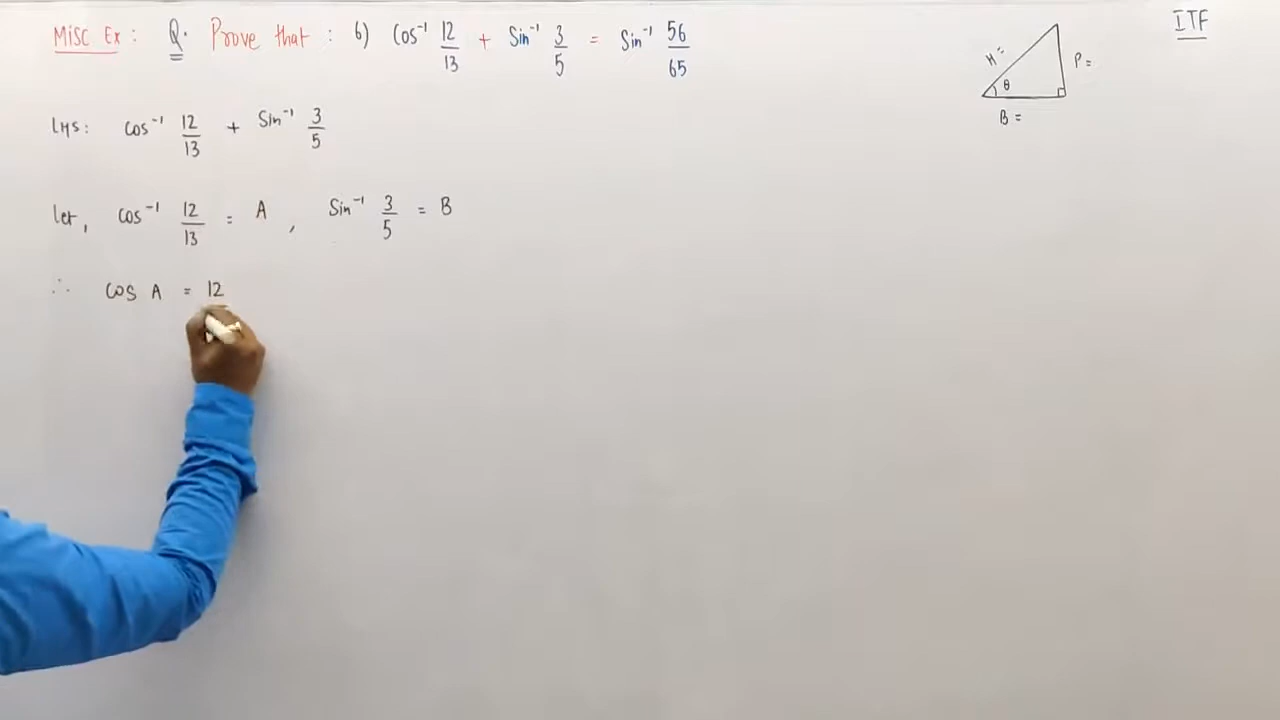 Misc Ex : Q. Prove that : 6) Cos⁻¹ 12/13 + Sin⁻¹ 3/5 = Sin⁻¹ 56/65
ITF
H =
θ
P =
B =
LHS : Cos⁻¹ 12/13 + Sin⁻¹ 3/5
let, Cos⁻¹ 12/13 = A , Sin⁻¹ 3/5 = B
∴ Cos A = 12